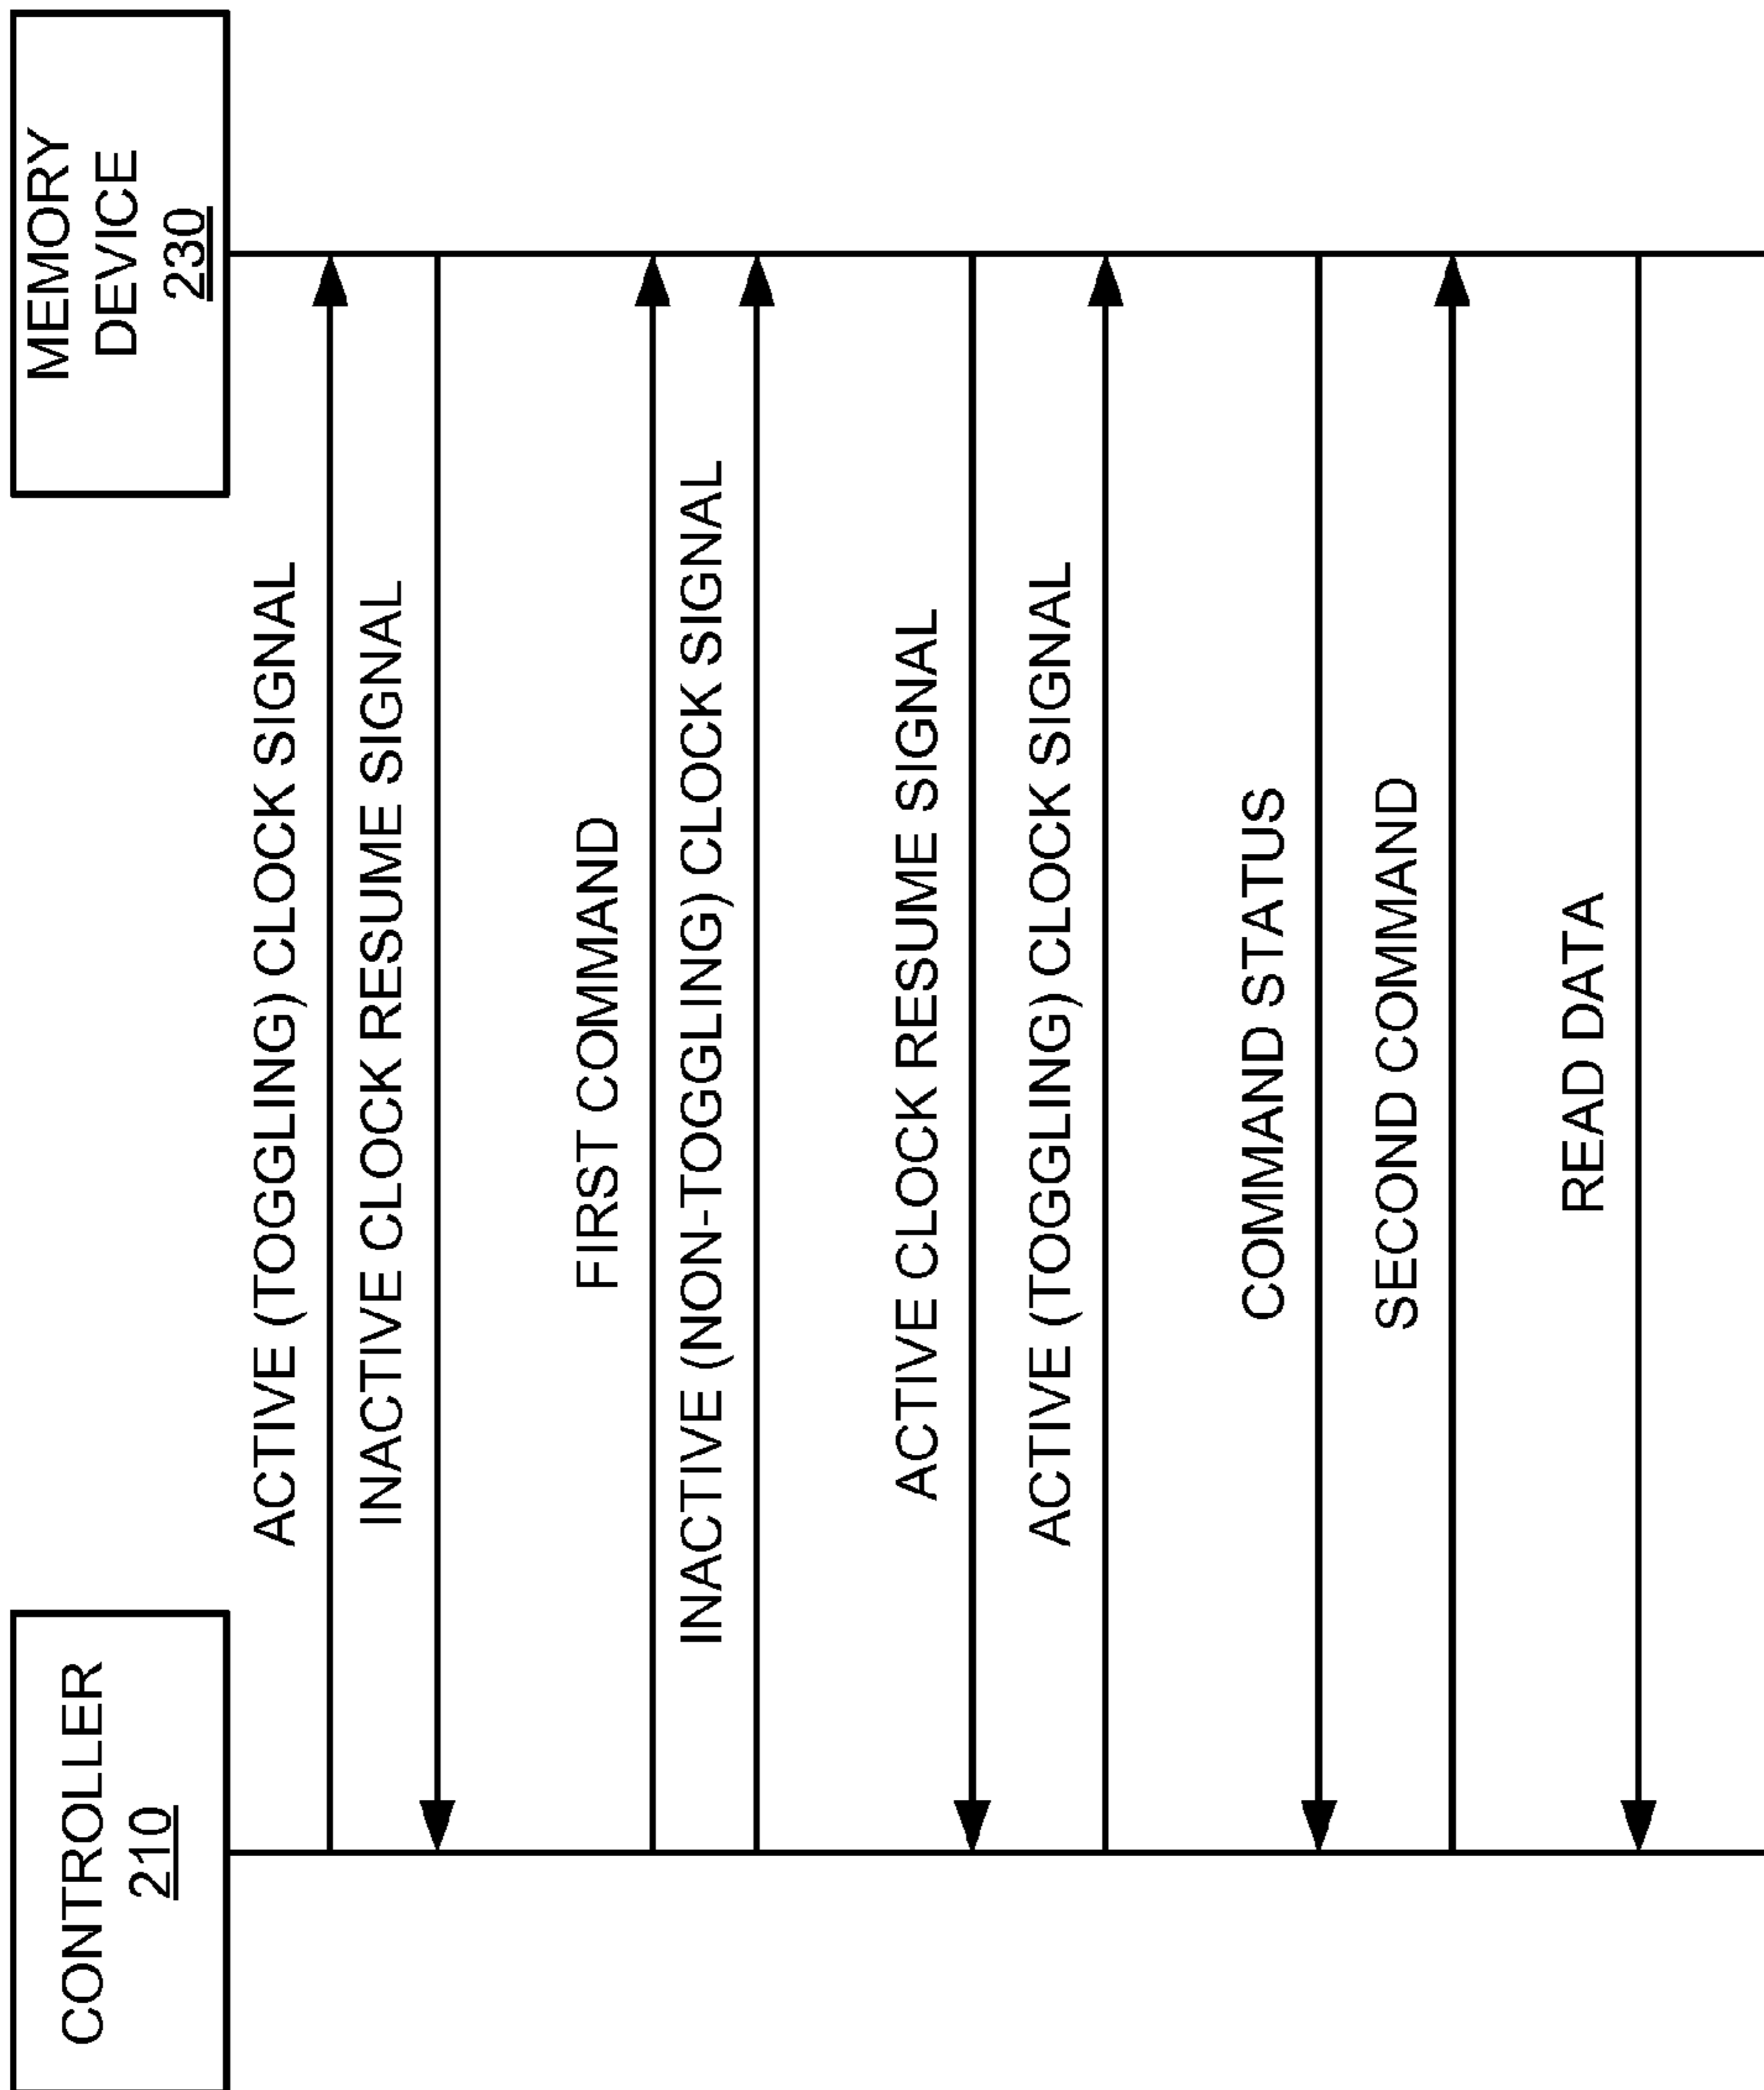 CONTROLLER
210
MEMORY
DEVICE
230
ACTIVE (TOGGLING) CLOCK SIGNAL
INACTIVE CLOCK RESUME SIGNAL
FIRST COMMAND
INACTIVE (NON-TOGGLING) CLOCK SIGNAL
ACTIVE CLOCK RESUME SIGNAL
ACTIVE (TOGGLING) CLOCK SIGNAL
COMMAND STATUS
SECOND COMMAND
READ DATA